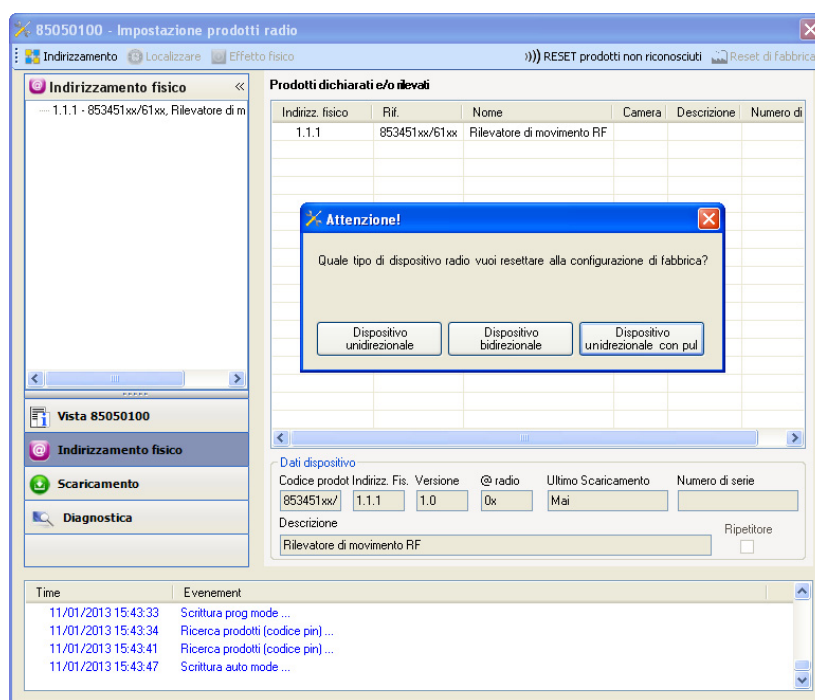 85050100 - Impostazione prodotti radio
Indirizzamento Localizzare Effetto fisico RESET prodotti non riconosciuti Reset di fabbrica
Indirizzamento fisico
1.1.1 - 853451xx/61xx, Rilevatore di m
Prodotti dichiarati e/o rilevati
Indirizz. fisico Rif. Nome Camera Descrizione Numero di
1.1.1 853451xx/61xx Rilevatore di movimento RF
Attenzione!
Quale tipo di dispositivo radio vuoi resettare alla configurazione di fabbrica?
Dispositivo unidirezionale
Dispositivo bidirezionale
Dispositivo unidrezionale con pul
Vista 85050100
Indirizzamento fisico
Scaricamento
Diagnostica
Dati dispositivo
Codice prodot Indirizz. Fis. Versione @ radio Ultimo Scaricamento Numero di serie
853451xx/ 1.1.1 1.0 0x Mai
Descrizione
Ripetitore
Rilevatore di movimento RF
Time Evenement
11/01/2013 15:43:33 Scrittura prog mode ...
11/01/2013 15:43:34 Ricerca prodotti (codice pin) ...
11/01/2013 15:43:41 Ricerca prodotti (codice pin) ...
11/01/2013 15:43:47 Scrittura auto mode ...